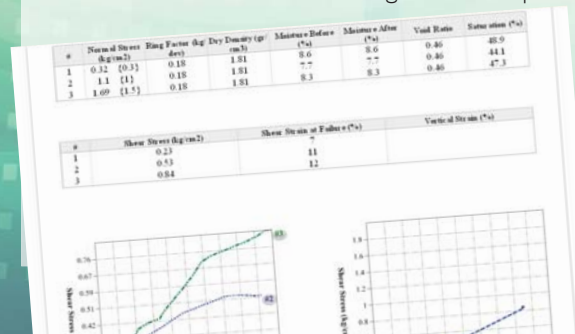 # Normal Stress (kg/cm2) Ring Factor (kg/dev) Dry Density (gr/cm3) Moisture Before (%) Moisture After (%) Void Ratio Saturation (%)
1 0.32 {0.3} 0.18 1.81 8.6 8.6 0.46 48.9
2 1.1 {1} 0.18 1.81 7.7 7.7 0.46 44.1
3 1.69 {1.5} 0.18 1.81 8.3 8.3 0.46 47.3
# Shear Stress (kg/cm2) Shear Strain at Failure (%) Vertical Strain (%)
1 0.23 7
2 0.53 11
3 0.84 12
#3
0.76
0.67
0.59
#2
0.51
0.42
Shear Stress
1.8
1.6
1.4
1.2
1
0.8
Shear Stress (kg/